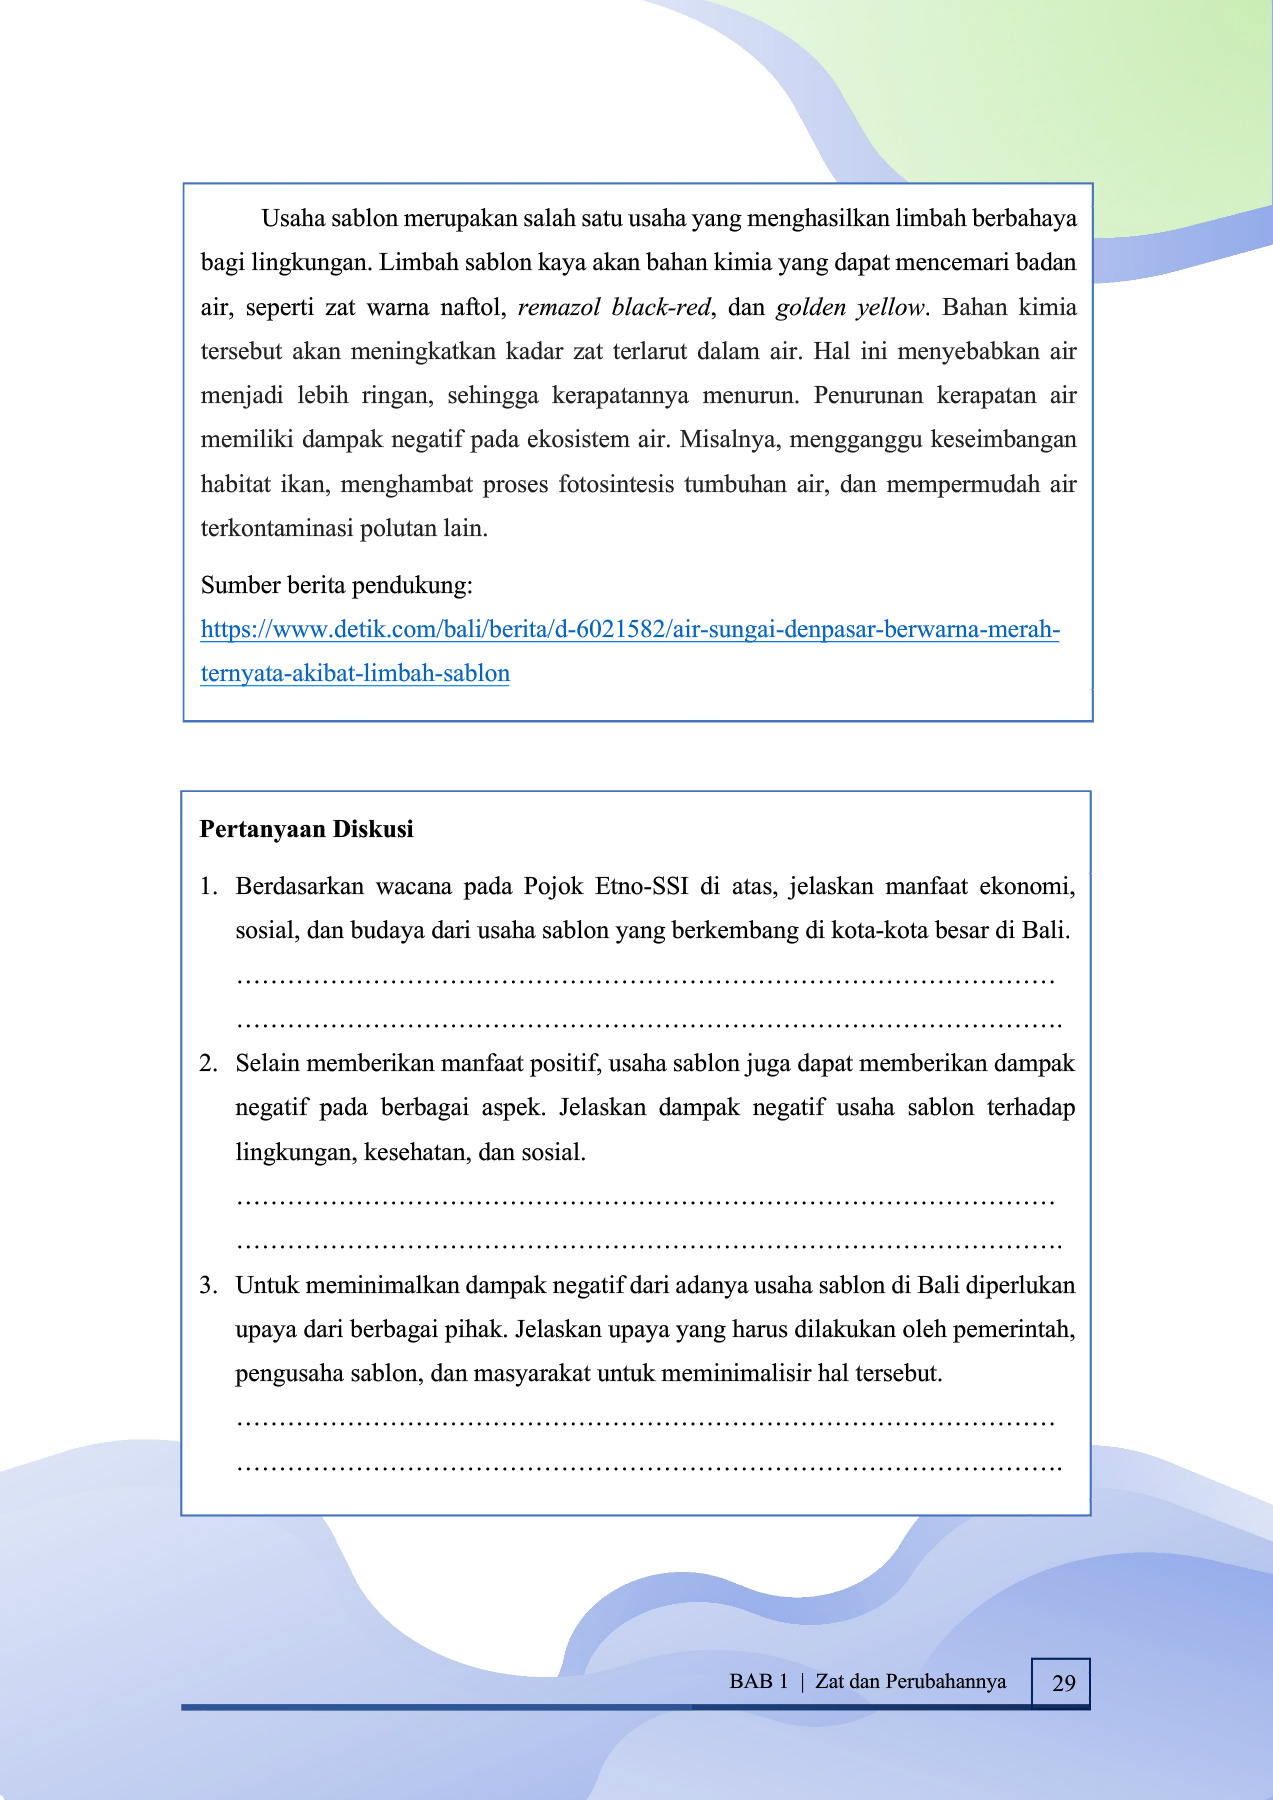 Usaha sablon merupakan salah satu usaha yang menghasilkan limbah berbahaya
bagi lingkungan. Limbah sablon kaya akan bahan kimia yang dapat mencemari badan
air, seperti zat warna naftol, remazol black-red, dan golden yellow. Bahan kimia
tersebut akan meningkatkan kadar zat terlarut dalam air. Hal ini menyebabkan air
menjadi lebih ringan, sehingga kerapatannya menurun. Penurunan kerapatan air
memiliki dampak negatif pada ekosistem air. Misalnya, mengganggu keseimbangan
habitat ikan, menghambat proses fotosintesis tumbuhan air, dan mempermudah air
terkontaminasi polutan lain.
Sumber berita pendukung:
https://www.detik.com/bali/berita/d-6021582/air-sungai-denpasar-berwarna-merah-
ternyata-akibat-limbah-sablon
Pertanyaan Diskusi
1. Berdasarkan wacana pada Pojok Etno-SSI di atas, jelaskan manfaat ekonomi,
sosial, dan budaya dari usaha sablon yang berkembang di kota-kota besar di Bali.
……………………………………………………………………………………
…………………………………………………………………………………….
2. Selain memberikan manfaat positif, usaha sablon juga dapat memberikan dampak
negatif pada berbagai aspek. Jelaskan dampak negatif usaha sablon terhadap
lingkungan, kesehatan, dan sosial.
……………………………………………………………………………………
…………………………………………………………………………………….
3. Untuk meminimalkan dampak negatif dari adanya usaha sablon di Bali diperlukan
upaya dari berbagai pihak. Jelaskan upaya yang harus dilakukan oleh pemerintah,
pengusaha sablon, dan masyarakat untuk meminimalisir hal tersebut.
……………………………………………………………………………………
…………………………………………………………………………………….
BAB 1 | Zat dan Perubahannya 29